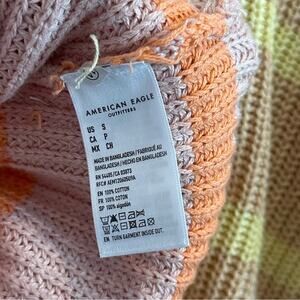 AMERICAN EAGLE
OUTFITTERS
US S
CA P
MX CH
MADE IN BANGLADESH / FABRIQUÉ AU
BANGLADESH / HECHO EN BANGLADESH
RN 54485/CA 03873
EN 100% COTTON
FR 100% COTON
SP 100% algodón
EN TURN GARMENT INSIDE OUT.